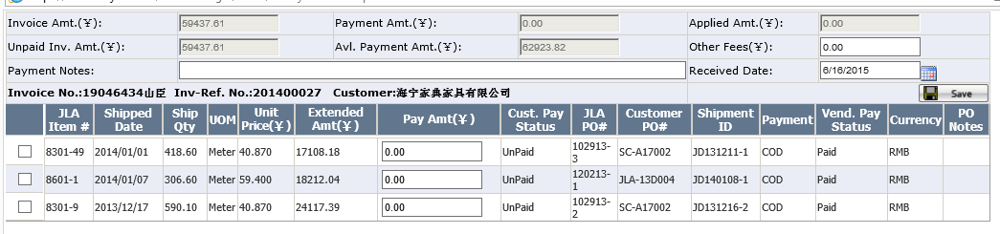 Invoice Amt.(¥): 59437.61 Payment Amt.(¥): 0.00 Applied Amt.(¥): 0.00
Unpaid Inv. Amt.(¥): 59437.61 Avl. Payment Amt.(¥): 62923.82 Other Fees(¥): 0.00
Payment Notes: Received Date: 6/16/2015
Invoice No.:19046434山臣 Inv-Ref. No.:201400027 Customer:海宁家典家具有限公司 Save
JLA Item # Shipped Date Ship Qty UOM Unit Price(¥) Extended Amt(¥) Pay Amt(¥) Cust. Pay Status JLA PO# Customer PO# Shipment ID Payment Vend. Pay Status Currency PO Notes
8301-49 2014/01/01 418.60 Meter 40.870 17108.18 0.00 UnPaid 102913-3 SC-A17002 JD131211-1 COD Paid RMB
8601-1 2014/01/07 306.60 Meter 59.400 18212.04 0.00 UnPaid 120213-1 JLA-13D004 JD140108-1 COD Paid RMB
8301-9 2013/12/17 590.10 Meter 40.870 24117.39 0.00 UnPaid 102913-2 SC-A17002 JD131216-2 COD Paid RMB